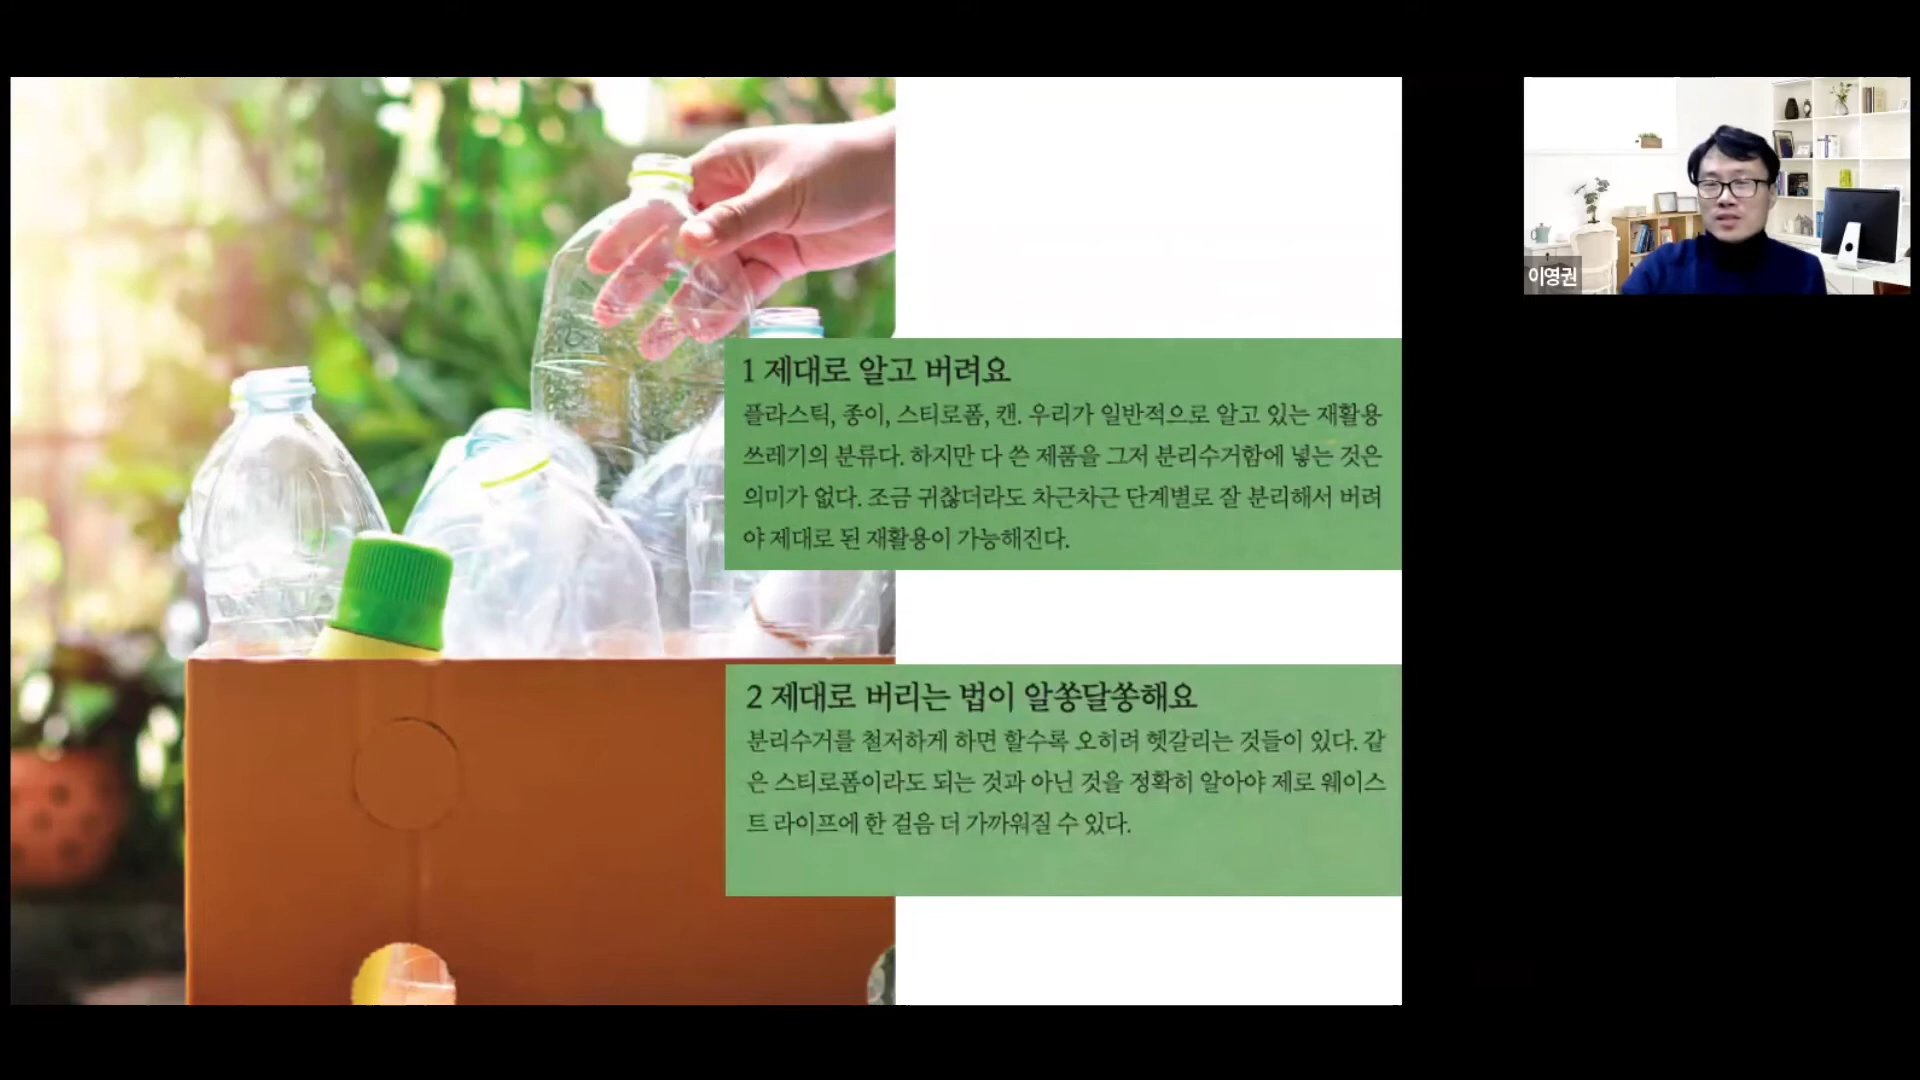 1 제대로 알고 버려요
플라스틱, 종이, 스티로폼, 캔. 우리가 일반적으로 알고 있는 재활용
쓰레기의 분류다. 하지만 다 쓴 제품을 그저 분리수거함에 넣는 것은
의미가 없다. 조금 귀찮더라도 차근차근 단계별로 잘 분리해서 버려
야 제대로 된 재활용이 가능해진다.
2 제대로 버리는 법이 알쏭달쏭해요
분리수거를 철저하게 하면 할수록 오히려 헷갈리는 것들이 있다. 같
은 스티로폼이라도 되는 것과 아닌 것을 정확히 알아야 제로 웨이스
트 라이프에 한 걸음 더 가까워질 수 있다.
이영권